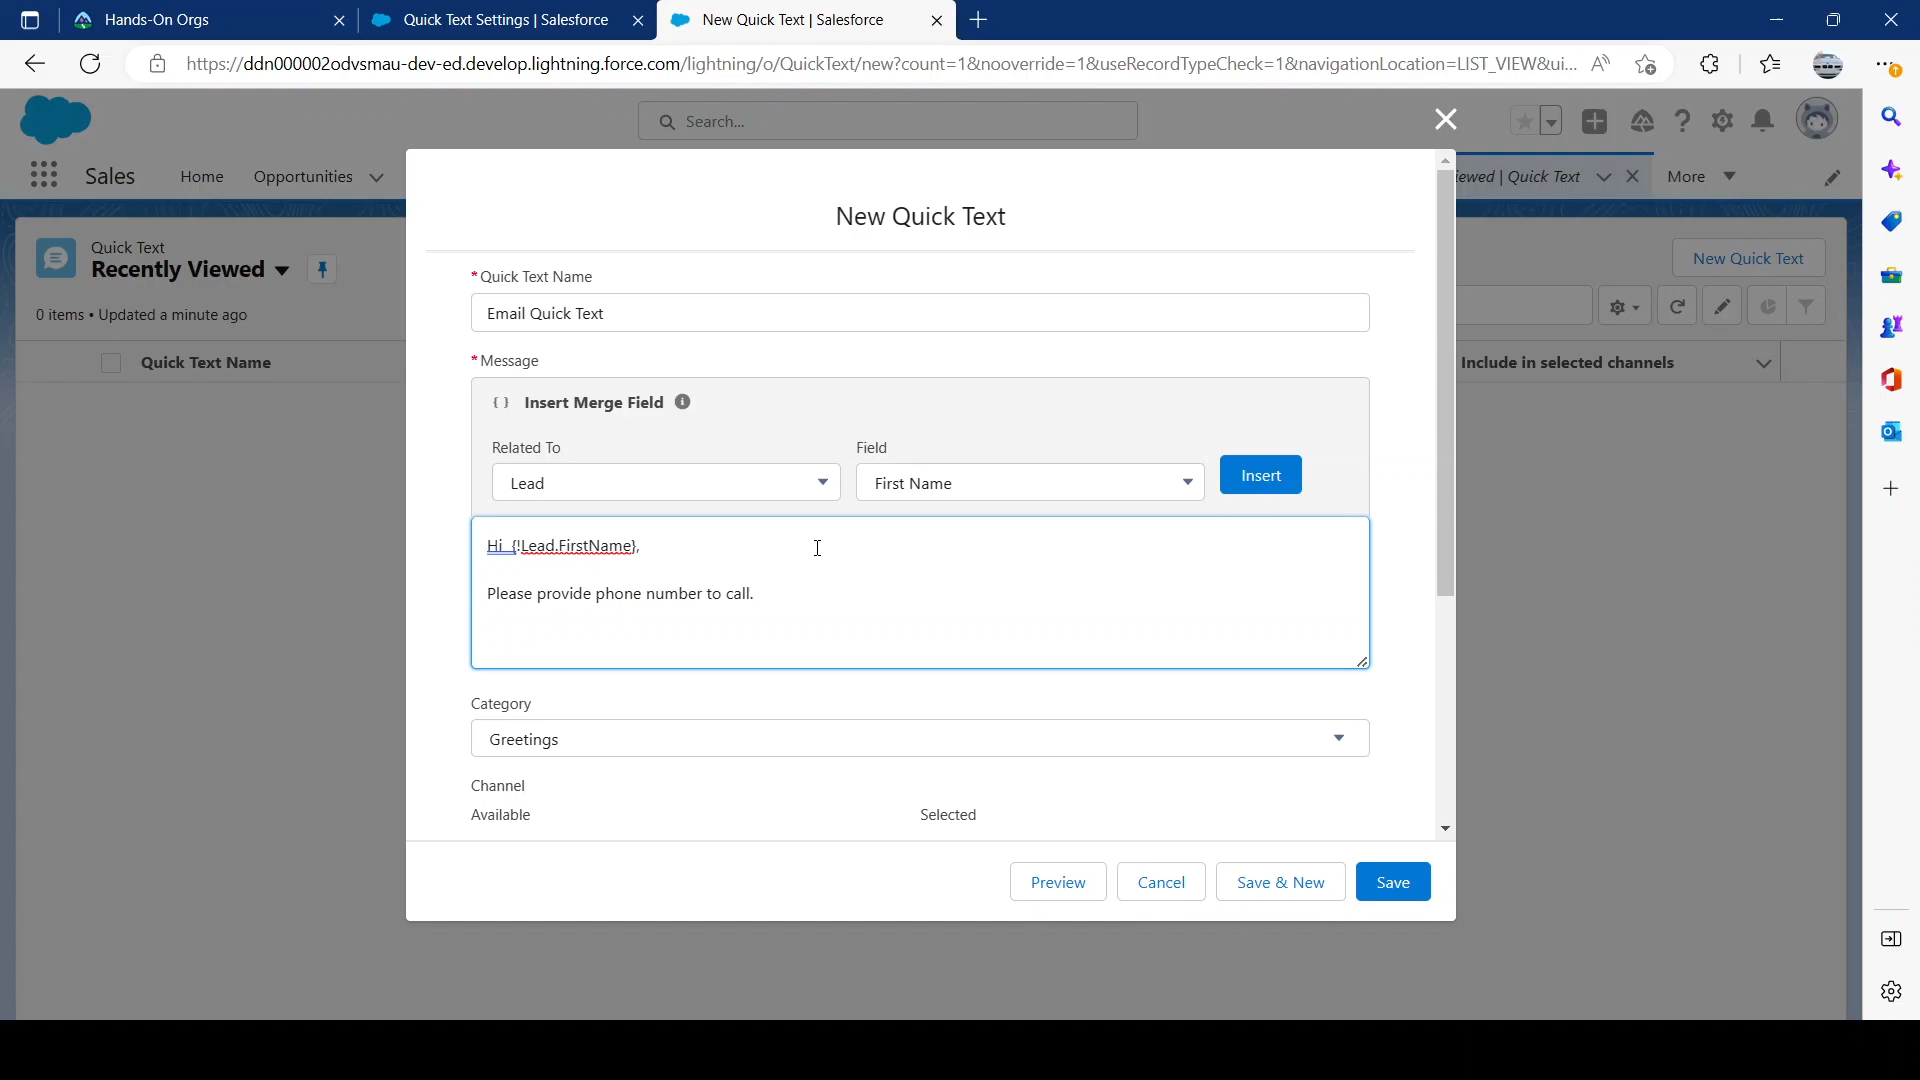 Hands-On Orgs
Quick Text Settings | Salesforce
New Quick Text | Salesforce
https://ddn000002odvsmau-dev-ed.develop.lightning.force.com/lightning/o/QuickText/new?count=1&nooverride=1&useRecordTypeCheck=1&navigationLocation=LIST_VIEW&ui...
Search...
Sales
Home
Opportunities
iewed | Quick Text
More
Quick Text
Recently Viewed
New Quick Text
0 items • Updated a minute ago
Quick Text Name
Include in selected channels
New Quick Text
* Quick Text Name
Email Quick Text
* Message
{ } Insert Merge Field
Related To
Field
Lead
First Name
Insert
Hi  {!Lead.FirstName},
Please provide phone number to call.
Category
Greetings
Channel
Available
Selected
Preview
Cancel
Save & New
Save